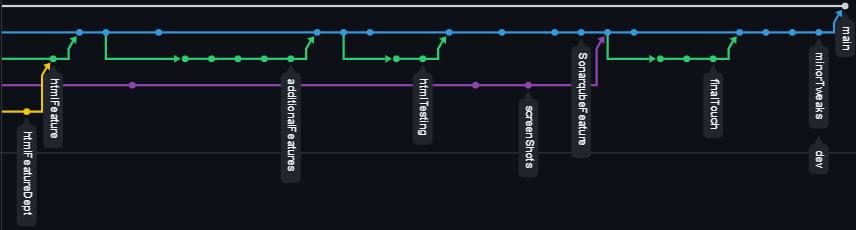 main
htmlFeature
additionalFeatures
htmlTesting
SonarqubeFeature
finalTouch
minorTweaks
screenShots
htmlFeatureDept
dev